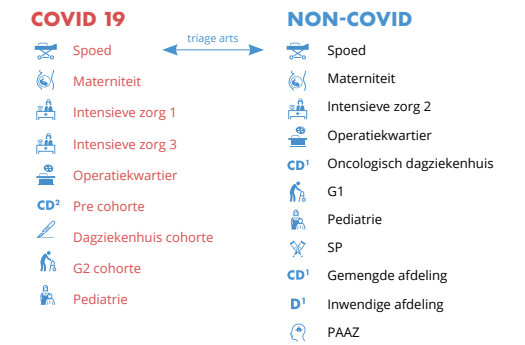 COVID 19
Spoed
Materniteit
Intensieve zorg 1
Intensieve zorg 3
Operatiekwartier
CD² Pre cohorte
Dagziekenhuis cohorte
G2 cohorte
Pediatrie
triage arts
NON-COVID
Spoed
Materniteit
Intensieve zorg 2
Operatiekwartier
CD¹ Oncologisch dagziekenhuis
G1
Pediatrie
SP
CD¹ Gemengde afdeling
D¹ Inwendige afdeling
PAAZ